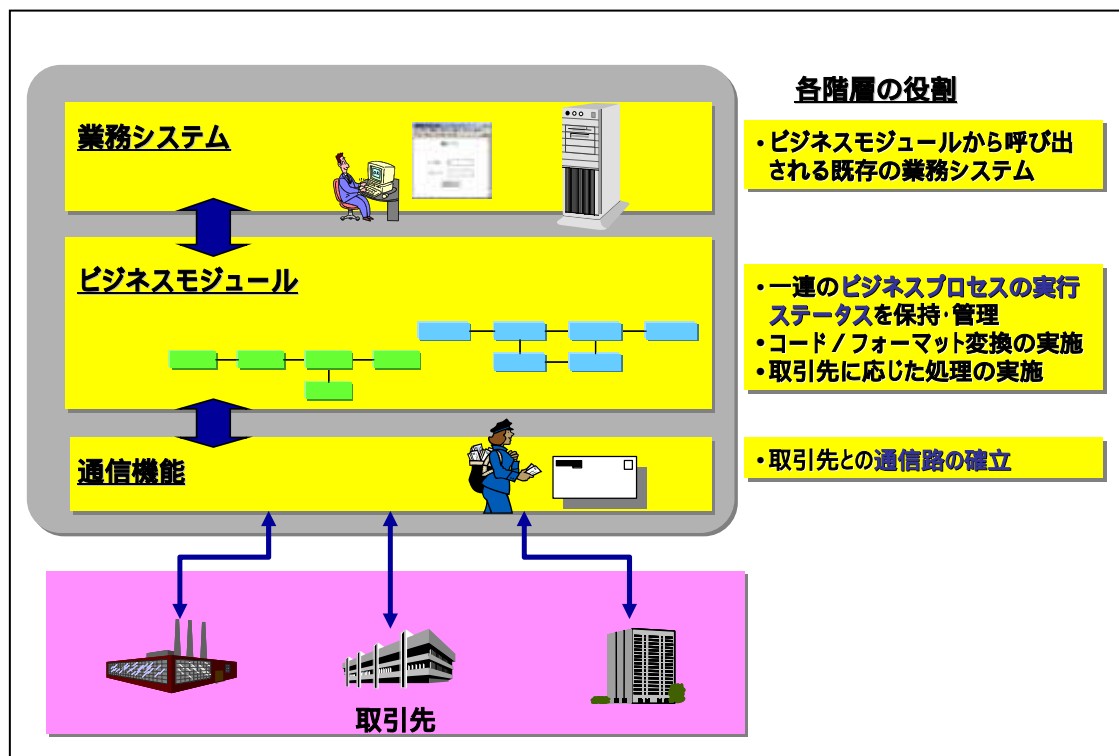 各階層の役割
業務システム
・ビジネスモジュールから呼び出
される既存の業務システム
ビジネスモジュール
・一連のビジネスプロセスの実行
ステータスを保持・管理
・コード/フォーマット変換の実施
・取引先に応じた処理の実施
通信機能
・取引先との通信路の確立
取引先